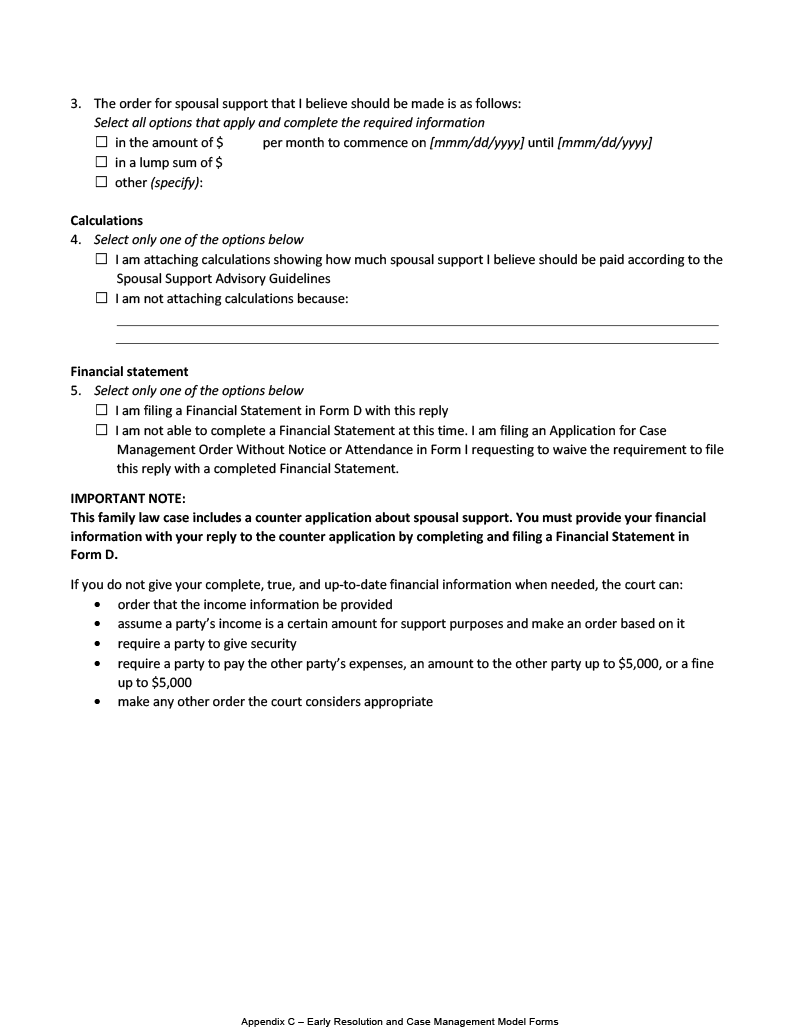 3. The order for spousal support that I believe should be made is as follows:
Select all options that apply and complete the required information
☐ in the amount of $ per month to commence on [mmm/dd/yyyy] until [mmm/dd/yyyy]
☐ in a lump sum of $
☐ other (specify):
Calculations
4. Select only one of the options below
☐ I am attaching calculations showing how much spousal support I believe should be paid according to the
Spousal Support Advisory Guidelines
☐ I am not attaching calculations because:
Financial statement
5. Select only one of the options below
☐ I am filing a Financial Statement in Form D with this reply
☐ I am not able to complete a Financial Statement at this time. I am filing an Application for Case
Management Order Without Notice or Attendance in Form I requesting to waive the requirement to file
this reply with a completed Financial Statement.
IMPORTANT NOTE:
This family law case includes a counter application about spousal support. You must provide your financial
information with your reply to the counter application by completing and filing a Financial Statement in
Form D.
If you do not give your complete, true, and up-to-date financial information when needed, the court can:
• order that the income information be provided
• assume a party’s income is a certain amount for support purposes and make an order based on it
• require a party to give security
• require a party to pay the other party’s expenses, an amount to the other party up to $5,000, or a fine
up to $5,000
• make any other order the court considers appropriate
Appendix C – Early Resolution and Case Management Model Forms